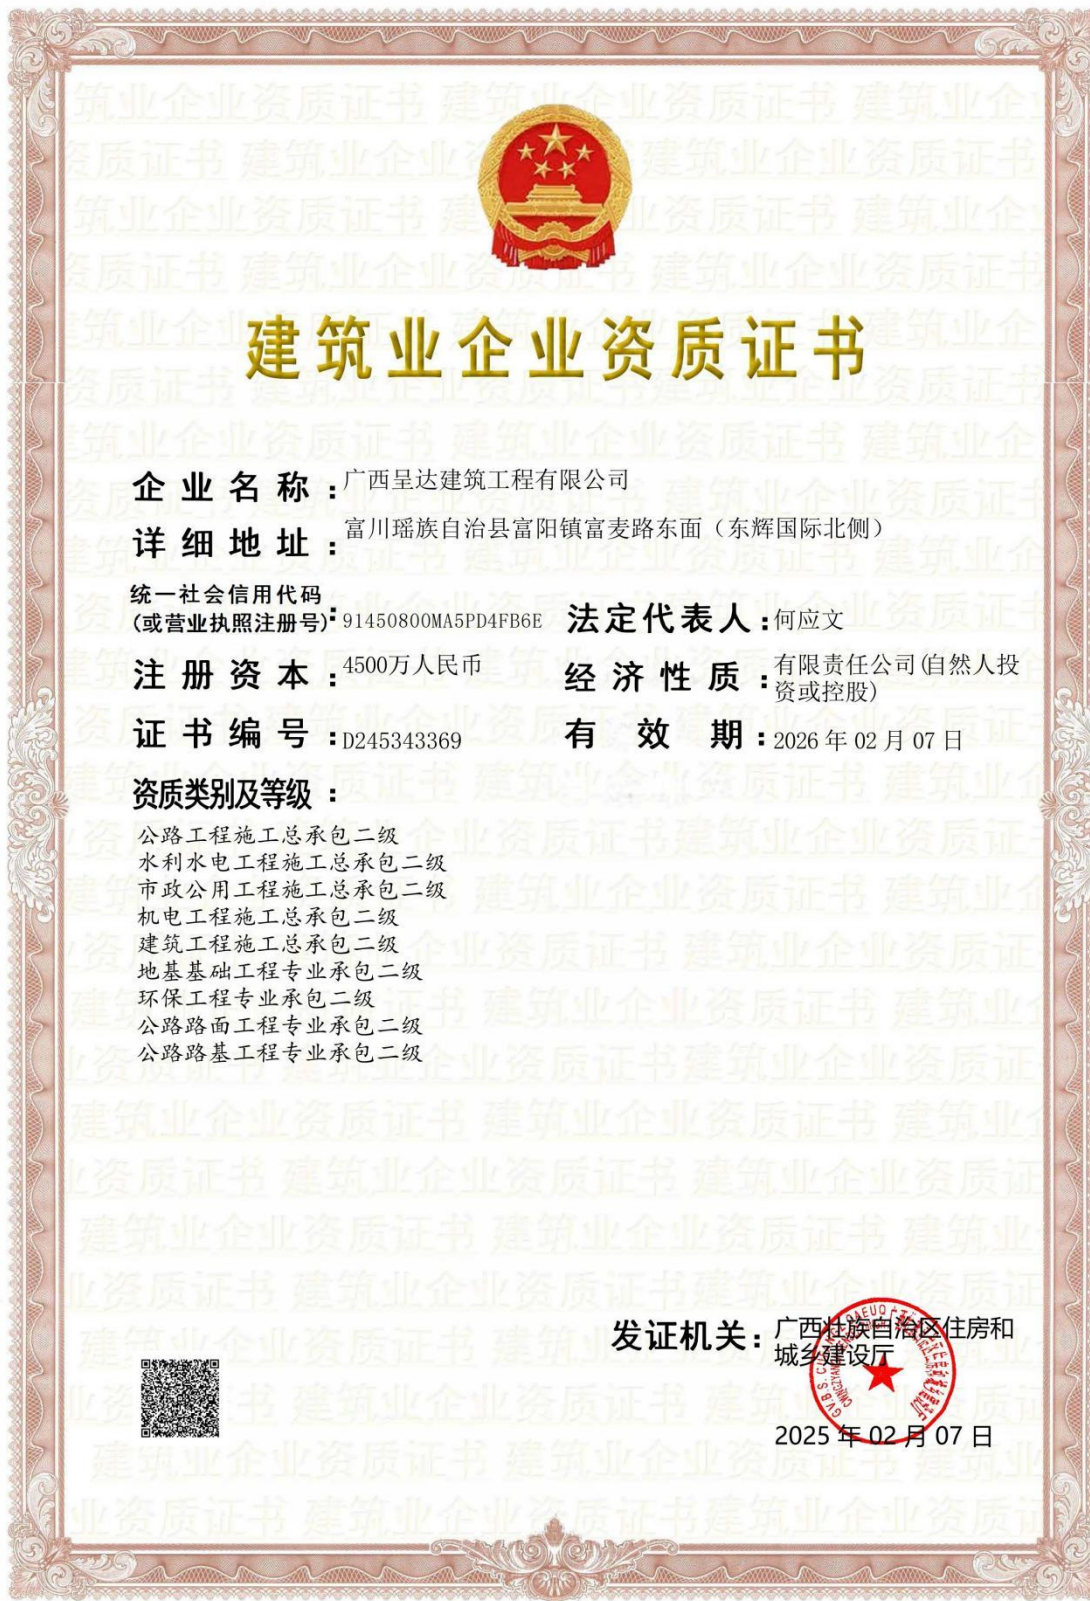 建筑业企业资质证书
企业名称：广西呈达建筑工程有限公司
详细地址：富川瑶族自治县富阳镇富麦路东面（东辉国际北侧）
统一社会信用代码
(或营业执照注册号)：91450800MA5PD4FB6E 法定代表人：何应文
注册资本：4500万人民币 经济性质：有限责任公司(自然人投
资或控股)
证书编号：D245343369 有效期：2026年02月07日
资质类别及等级：
公路工程施工总承包二级
水利水电工程施工总承包二级
市政公用工程施工总承包二级
机电工程施工总承包二级
建筑工程施工总承包二级
地基基础工程专业承包二级
环保工程专业承包二级
公路路面工程专业承包二级
公路路基工程专业承包二级
发证机关：广西壮族自治区住房和
城乡建设厅
2025年02月07日